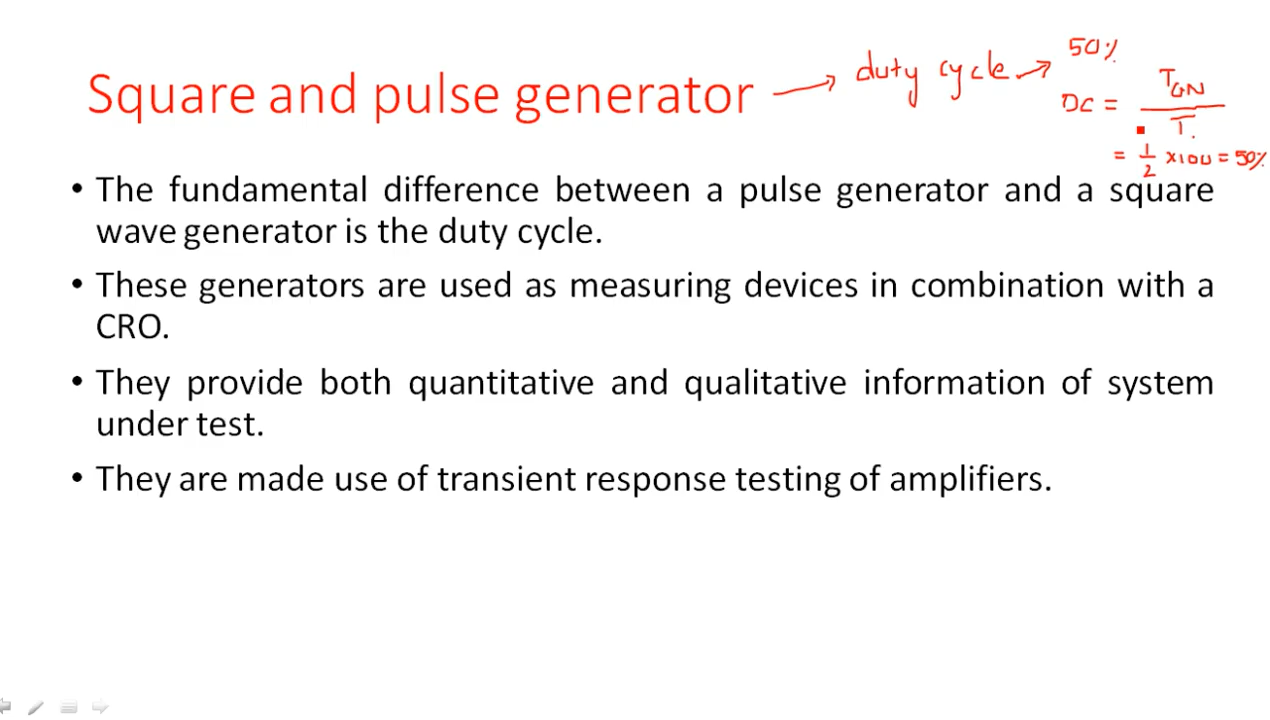 Square and pulse generator → duty cycle → 50%
DC = TON / T
= 1/2 ×100 = 50%
• The fundamental difference between a pulse generator and a square
wave generator is the duty cycle.
• These generators are used as measuring devices in combination with a
CRO.
• They provide both quantitative and qualitative information of system
under test.
• They are made use of transient response testing of amplifiers.